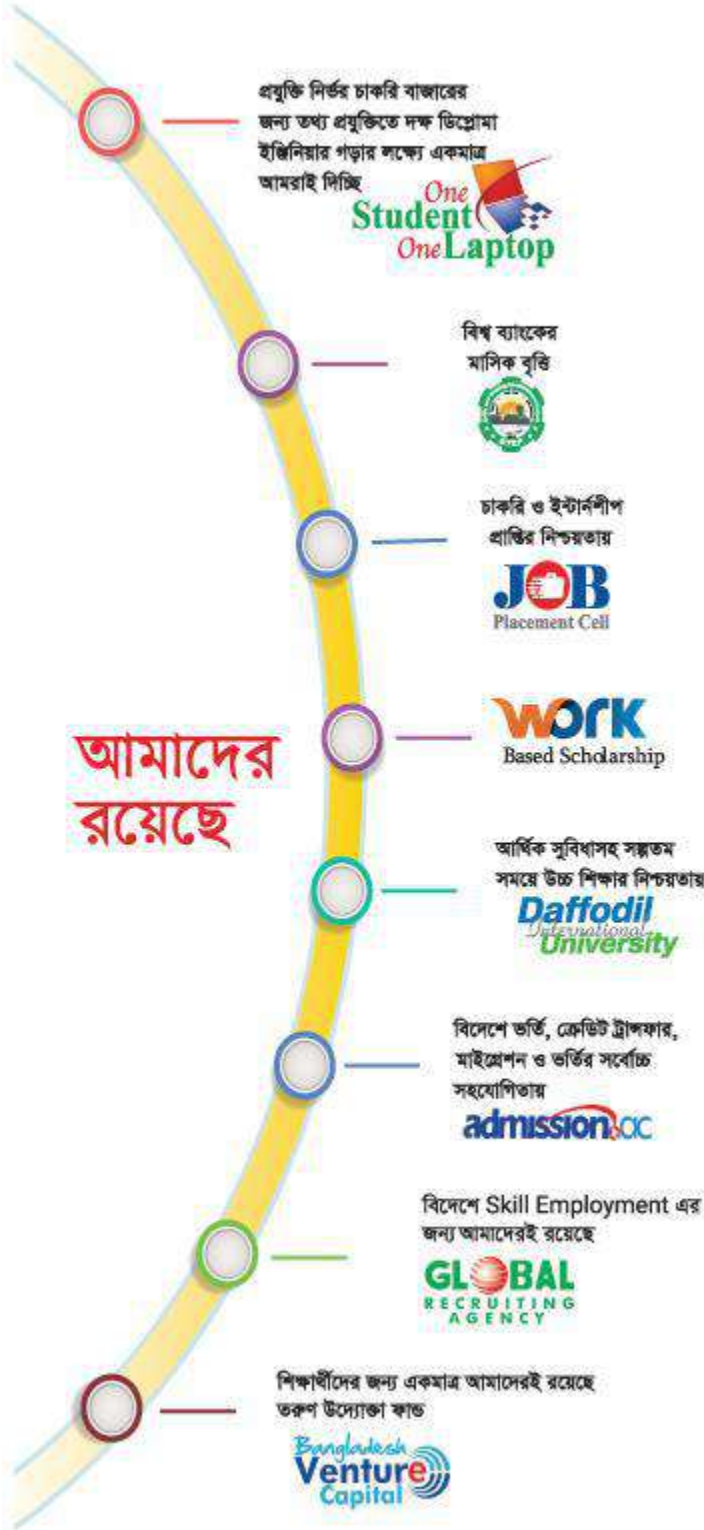 প্রযুক্তি নির্ভর চাকরি বাজারের
জন্য তথ্য প্রযুক্তিতে দক্ষ ডিপ্লোমা
ইঞ্জিনিয়ার গড়ার লক্ষ্যে একমাত্র
আমরাই দিচ্ছি
One
Student
One Laptop
বিশ্ব ব্যাংকের
মাসিক বৃত্তি
চাকরি ও ইন্টার্নশীপ
প্রাপ্তির নিশ্চয়তায়
JOB
Placement Cell
আমাদের
রয়েছে
WORK
Based Scholarship
আর্থিক সুবিধাসহ সল্পতম
সময়ে উচ্চ শিক্ষার নিশ্চয়তায়
Daffodil
International
University
বিদেশে ভর্তি, ক্রেডিট ট্রান্সফার,
মাইগ্রেশন ও ভর্তির সর্বোচ্চ
সহযোগিতায়
admission.ac
বিদেশে Skill Employment এর
জন্য আমাদেরই রয়েছে
GLOBAL
RECRUITING
AGENCY
শিক্ষার্থীদের জন্য একমাত্র আমাদেরই রয়েছে
তরুণ উদ্যোক্তা ফান্ড
Bangladesh
Venture
Capital